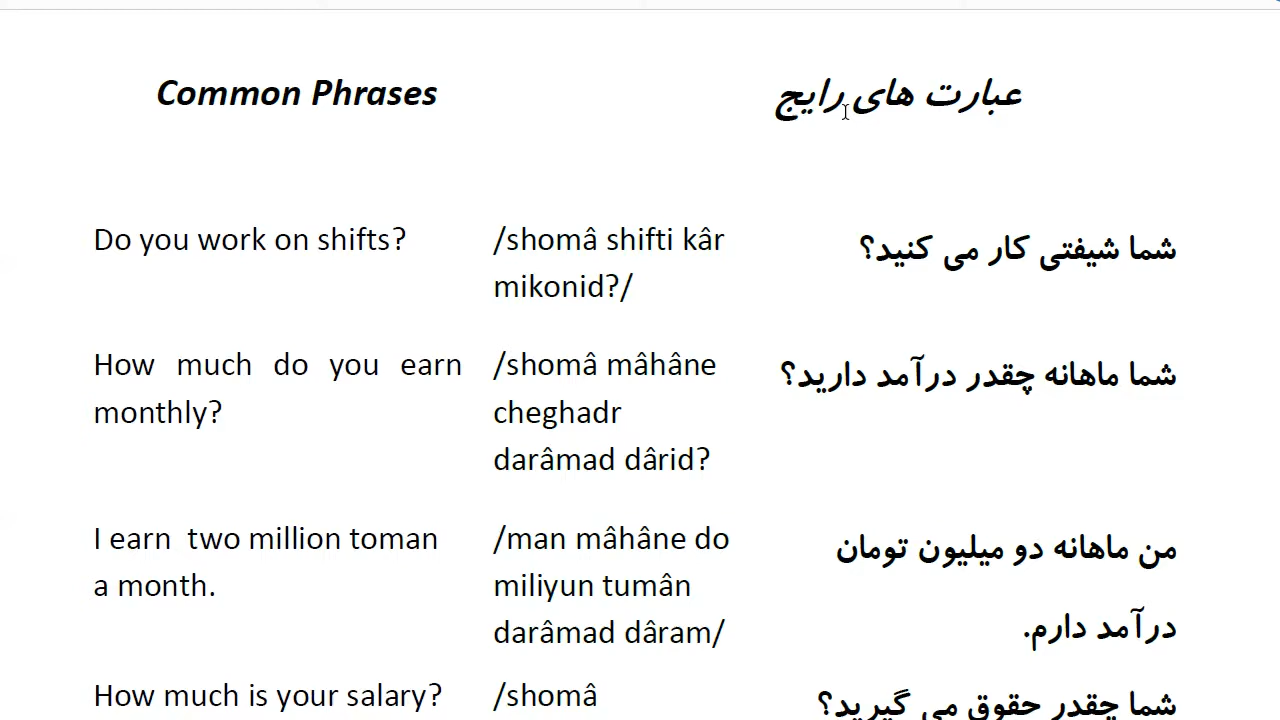 Common Phrases
عبارت های رایج
Do you work on shifts?
/shomâ shifti kâr
mikonid?/
شما شیفتی کار می کنید؟
How much do you earn
monthly?
/shomâ mâhâne
cheghadr
darâmad dârid?
شما ماهانه چقدر درآمد دارید؟
I earn  two million toman
a month.
/man mâhâne do
miliyun tumân
darâmad dâram/
من ماهانه دو میلیون تومان
درآمد دارم.
How much is your salary?
/shomâ
شما چقدر حقوق می گیرید؟